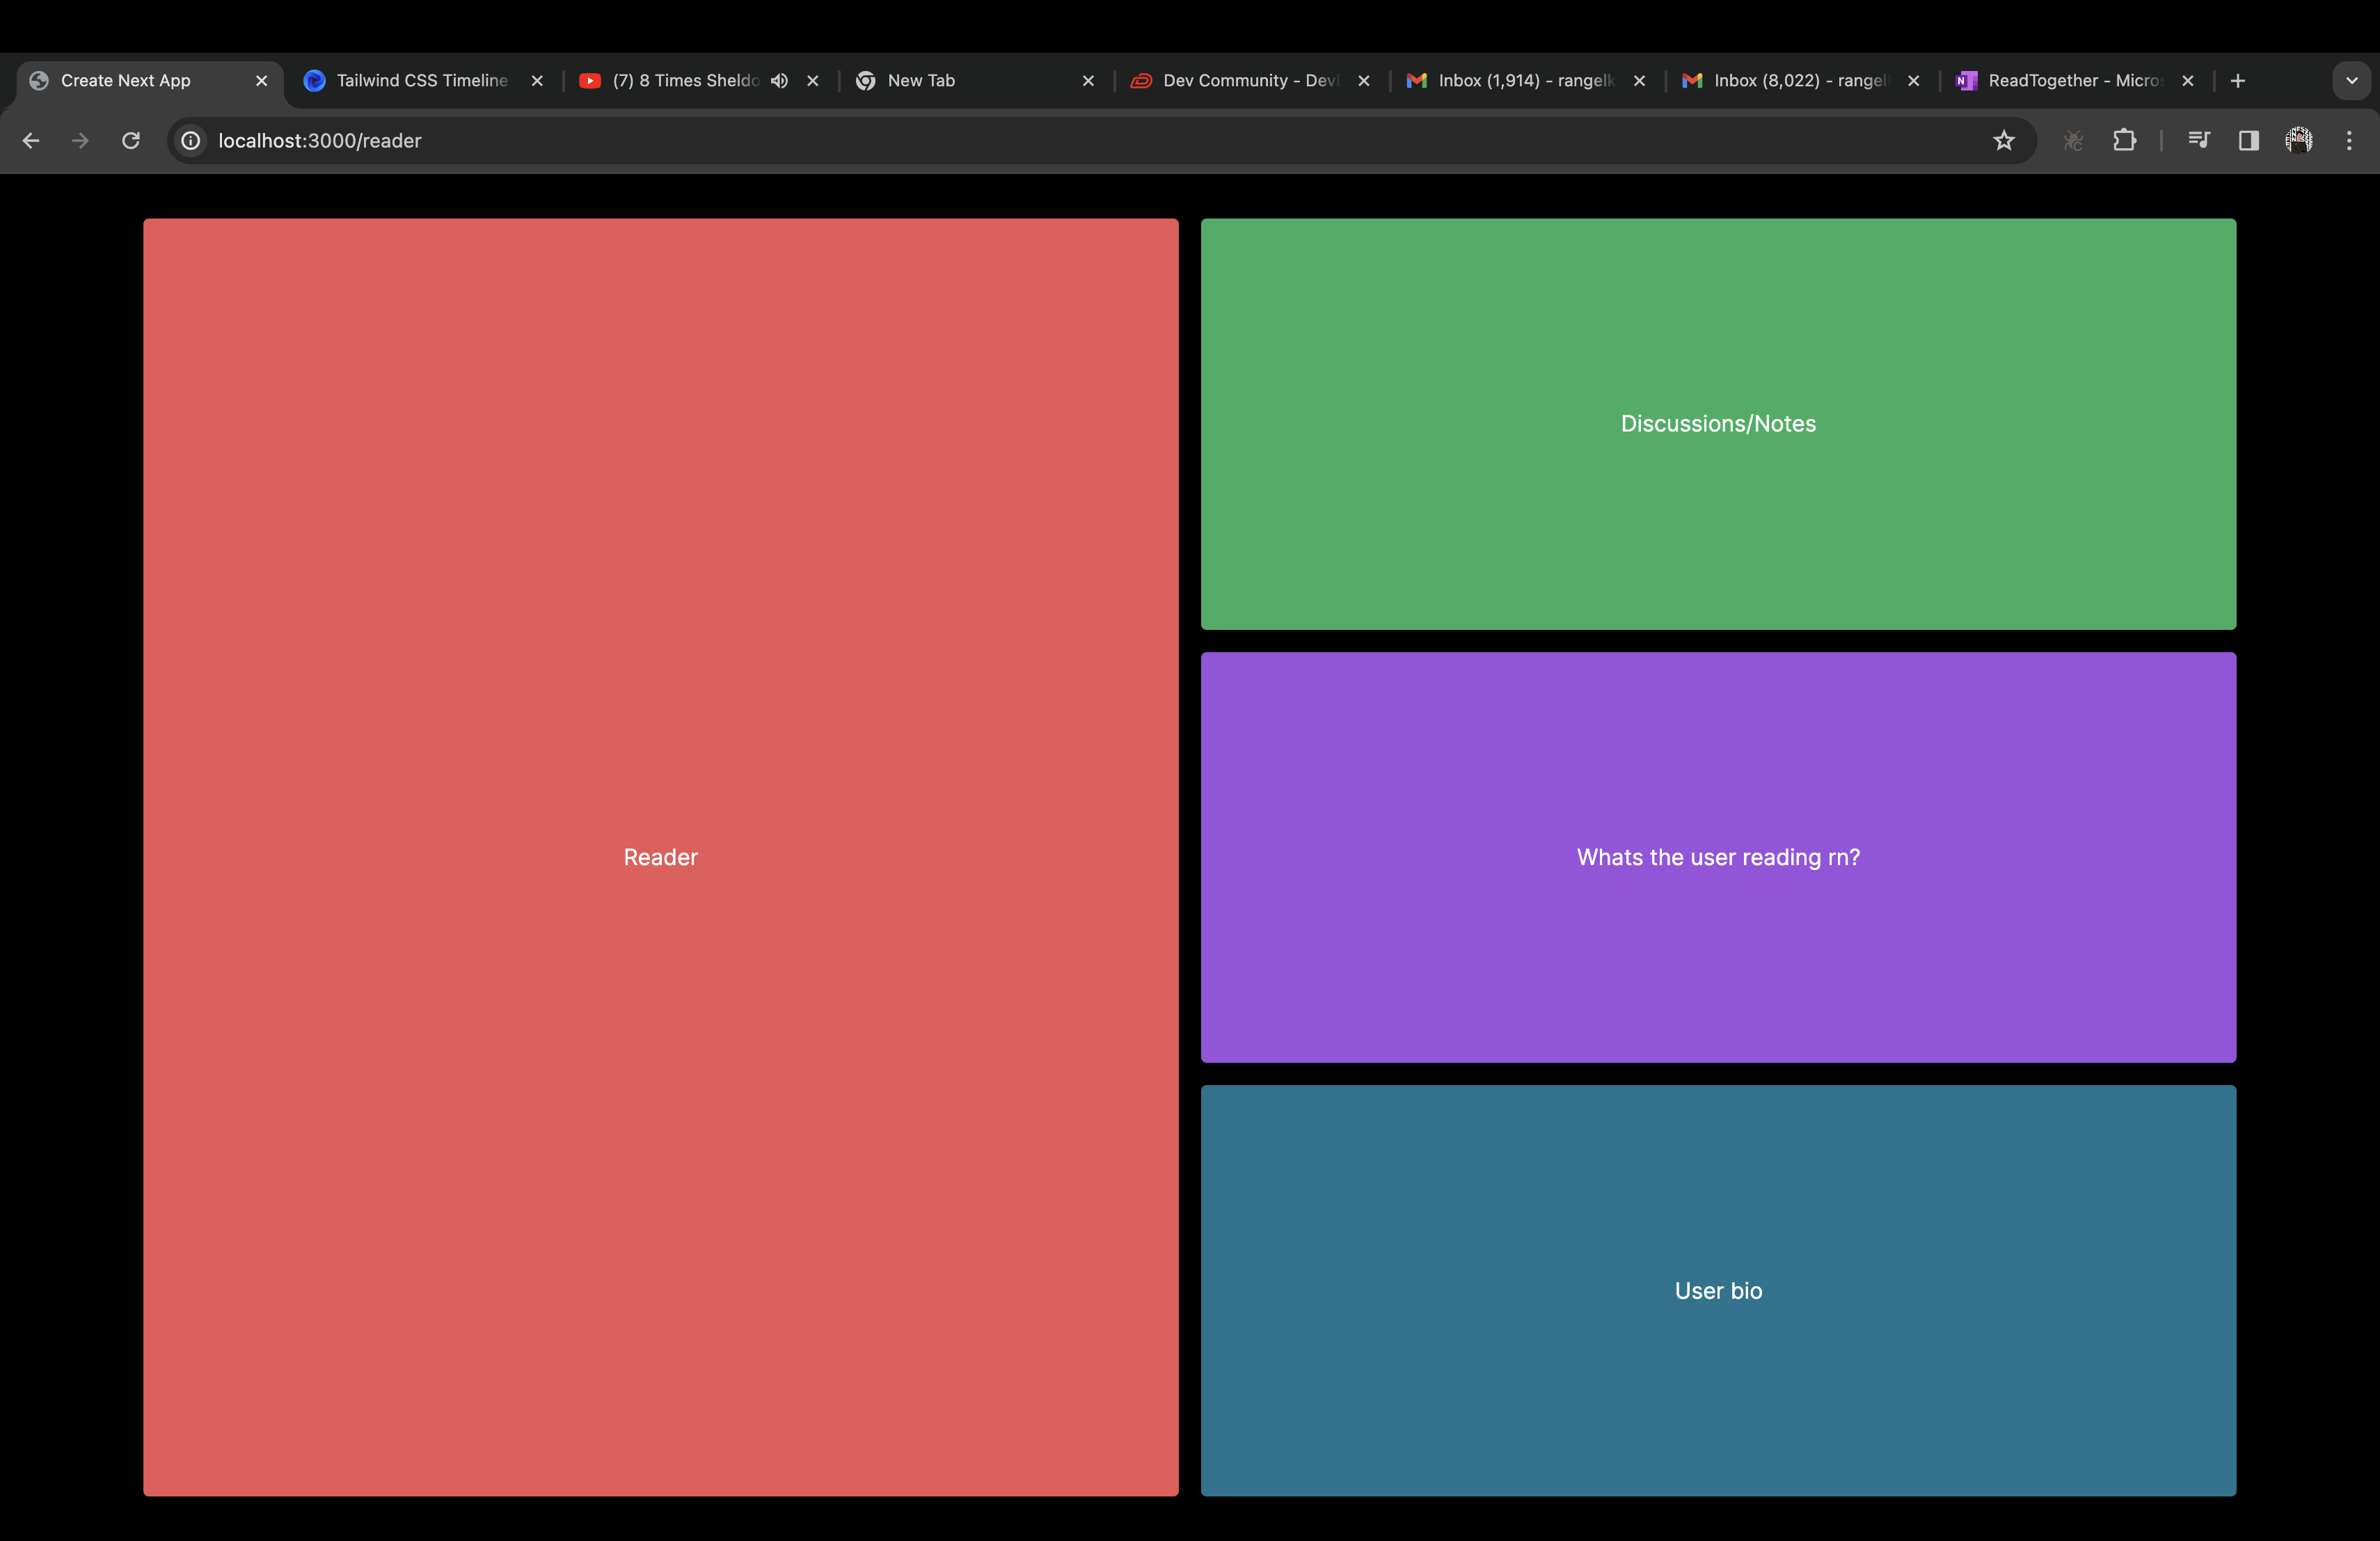 Create Next App
Tailwind CSS Timeline
(7) 8 Times Sheldo
New Tab
Dev Community - Dev
Inbox (1,914) - rangelk
Inbox (8,022) - rangel
ReadTogether - Micros
localhost:3000/reader
Reader
Discussions/Notes
Whats the user reading rn?
User bio